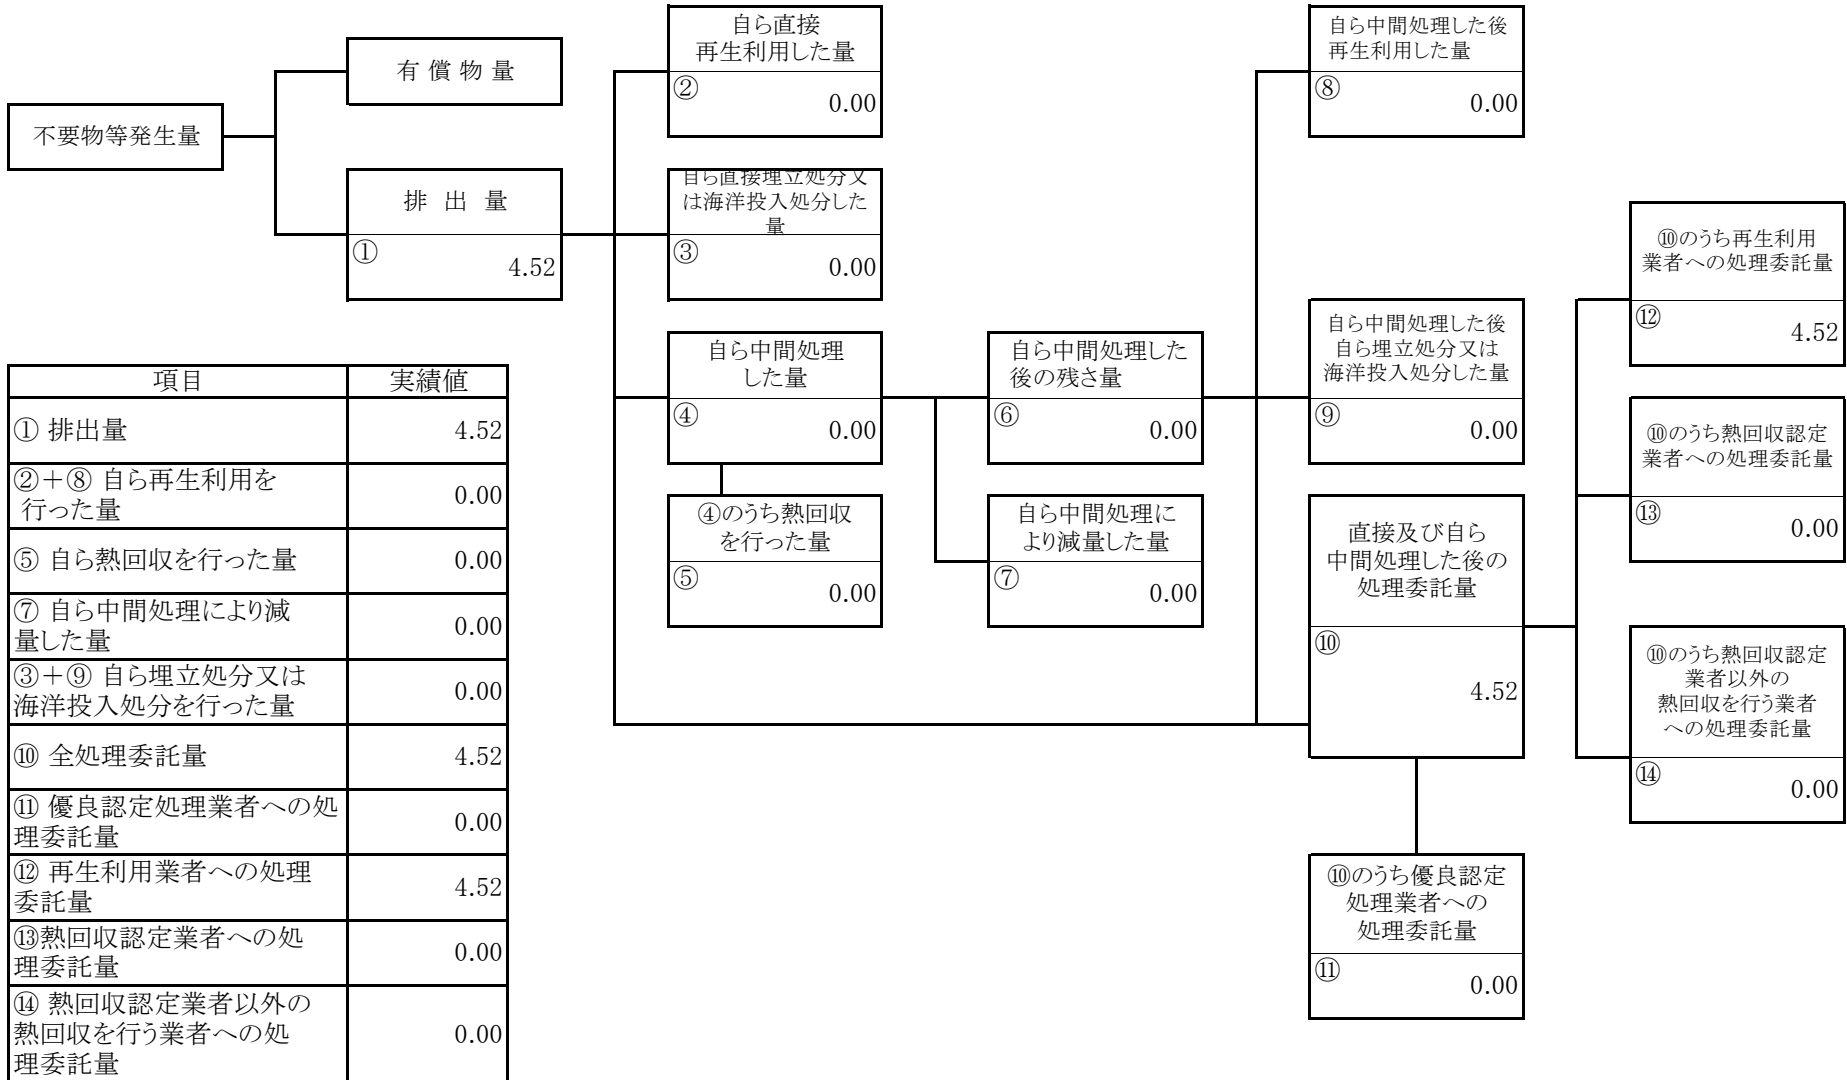 不要物等発生量
有 償 物 量
排 出 量
①
4.52
自ら直接
再生利用した量
②
0.00
自ら直接埋立処分又
は海洋投入処分した
量
③
0.00
自ら中間処理
した量
④
0.00
④のうち熱回収
を行った量
⑤
0.00
自ら中間処理した
後の残さ量
⑥
0.00
自ら中間処理に
より減量した量
⑦
0.00
自ら中間処理した後
再生利用した量
⑧
0.00
自ら中間処理した後
自ら埋立処分又は
海洋投入処分した量
⑨
0.00
直接及び自ら
中間処理した後の
処理委託量
⑩
4.52
⑩のうち優良認定
処理業者への
処理委託量
⑪
0.00
⑩のうち再生利用
業者への処理委託量
⑫
4.52
⑩のうち熱回収認定
業者への処理委託量
⑬
0.00
⑩のうち熱回収認定
業者以外の
熱回収を行う業者
への処理委託量
⑭
0.00
項目 実績値
① 排出量 4.52
②+⑧ 自ら再生利用を
行った量 0.00
⑤ 自ら熱回収を行った量 0.00
⑦ 自ら中間処理により減
量した量 0.00
③+⑨ 自ら埋立処分又は
海洋投入処分を行った量 0.00
⑩ 全処理委託量 4.52
⑪ 優良認定処理業者への処
理委託量 0.00
⑫ 再生利用業者への処理
委託量 4.52
⑬熱回収認定業者への処
理委託量 0.00
⑭ 熱回収認定業者以外の
熱回収を行う業者への処
理委託量 0.00